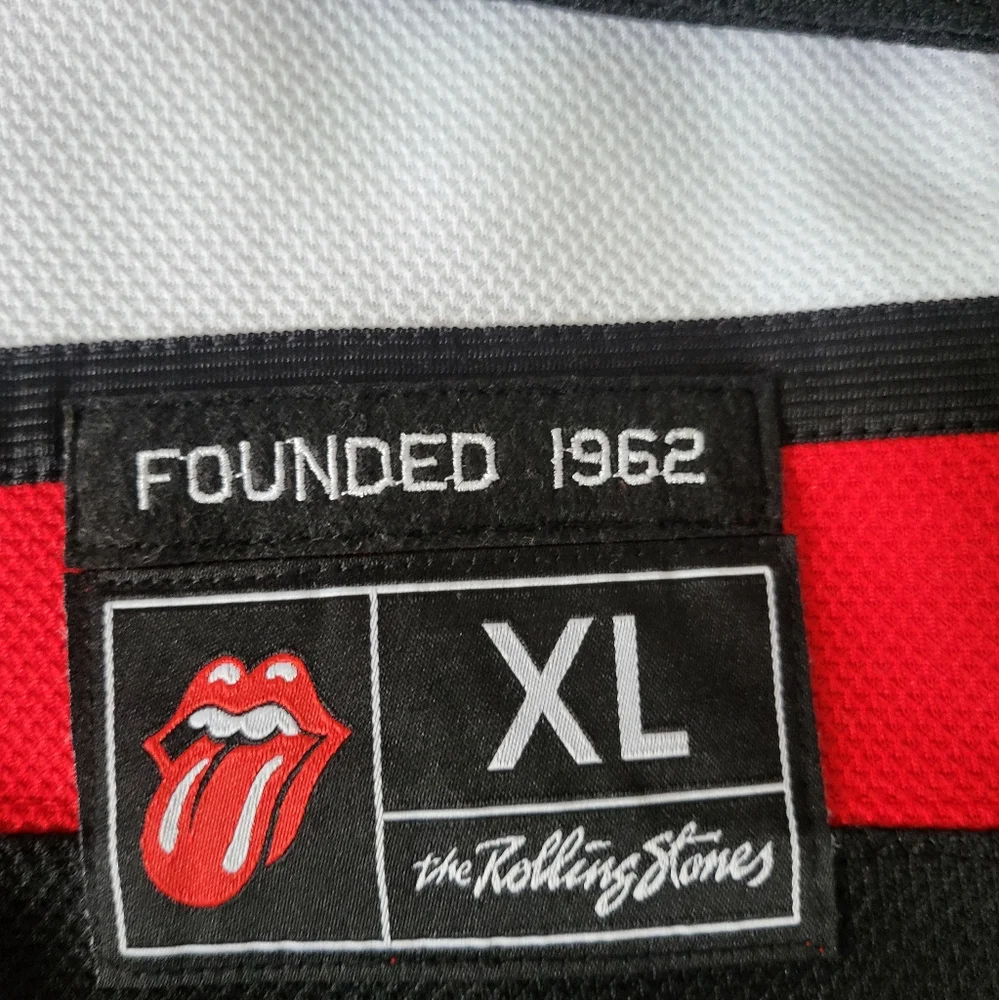 FOUNDED 1962
XL
the Rolling Stones